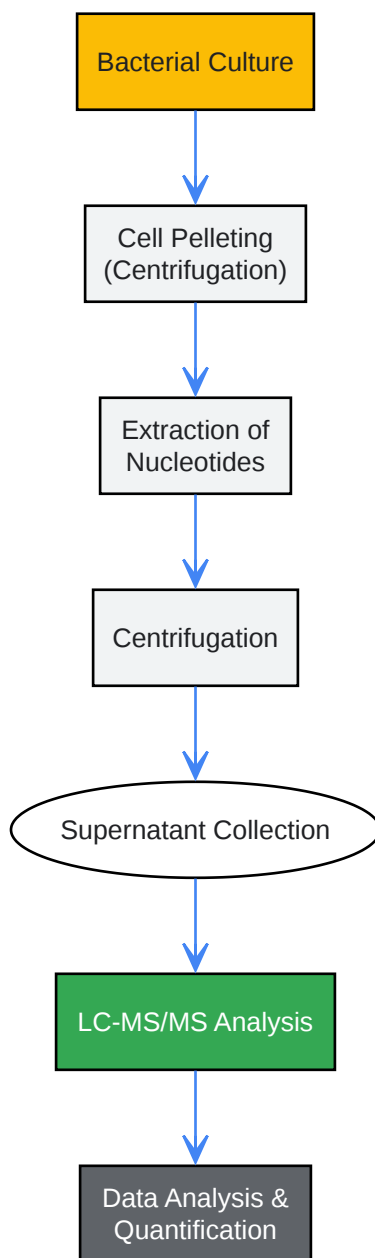 Bacterial Culture
Cell Pelleting
(Centrifugation)
Extraction of
Nucleotides
Centrifugation
Supernatant Collection
LC-MS/MS Analysis
Data Analysis &
Quantification